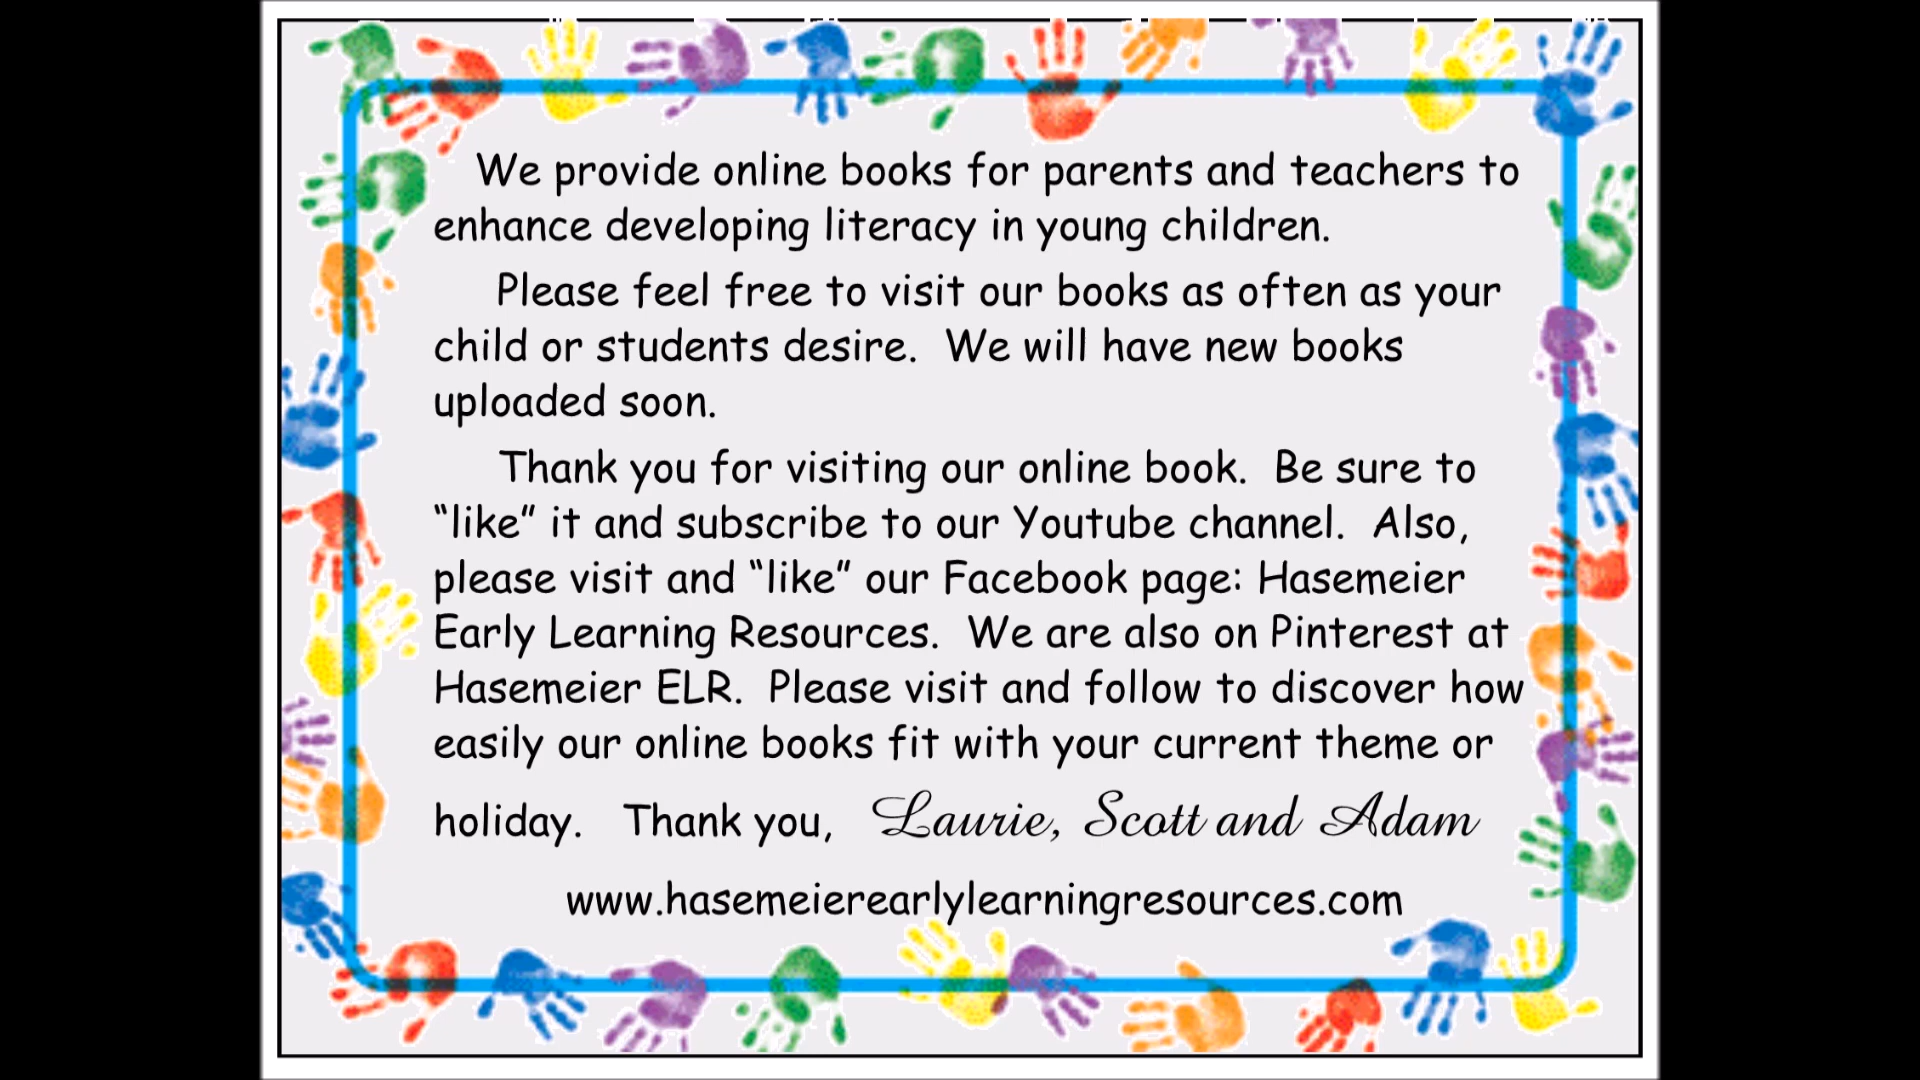 We provide online books for parents and teachers to
enhance developing literacy in young children.
Please feel free to visit our books as often as your
child or students desire.  We will have new books
uploaded soon.
Thank you for visiting our online book.  Be sure to
“like” it and subscribe to our Youtube channel.  Also,
please visit and “like” our Facebook page: Hasemeier
Early Learning Resources.  We are also on Pinterest at
Hasemeier ELR.  Please visit and follow to discover how
easily our online books fit with your current theme or
holiday.   Thank you,   Laurie, Scott and Adam
www.hasemeierearlylearningresources.com